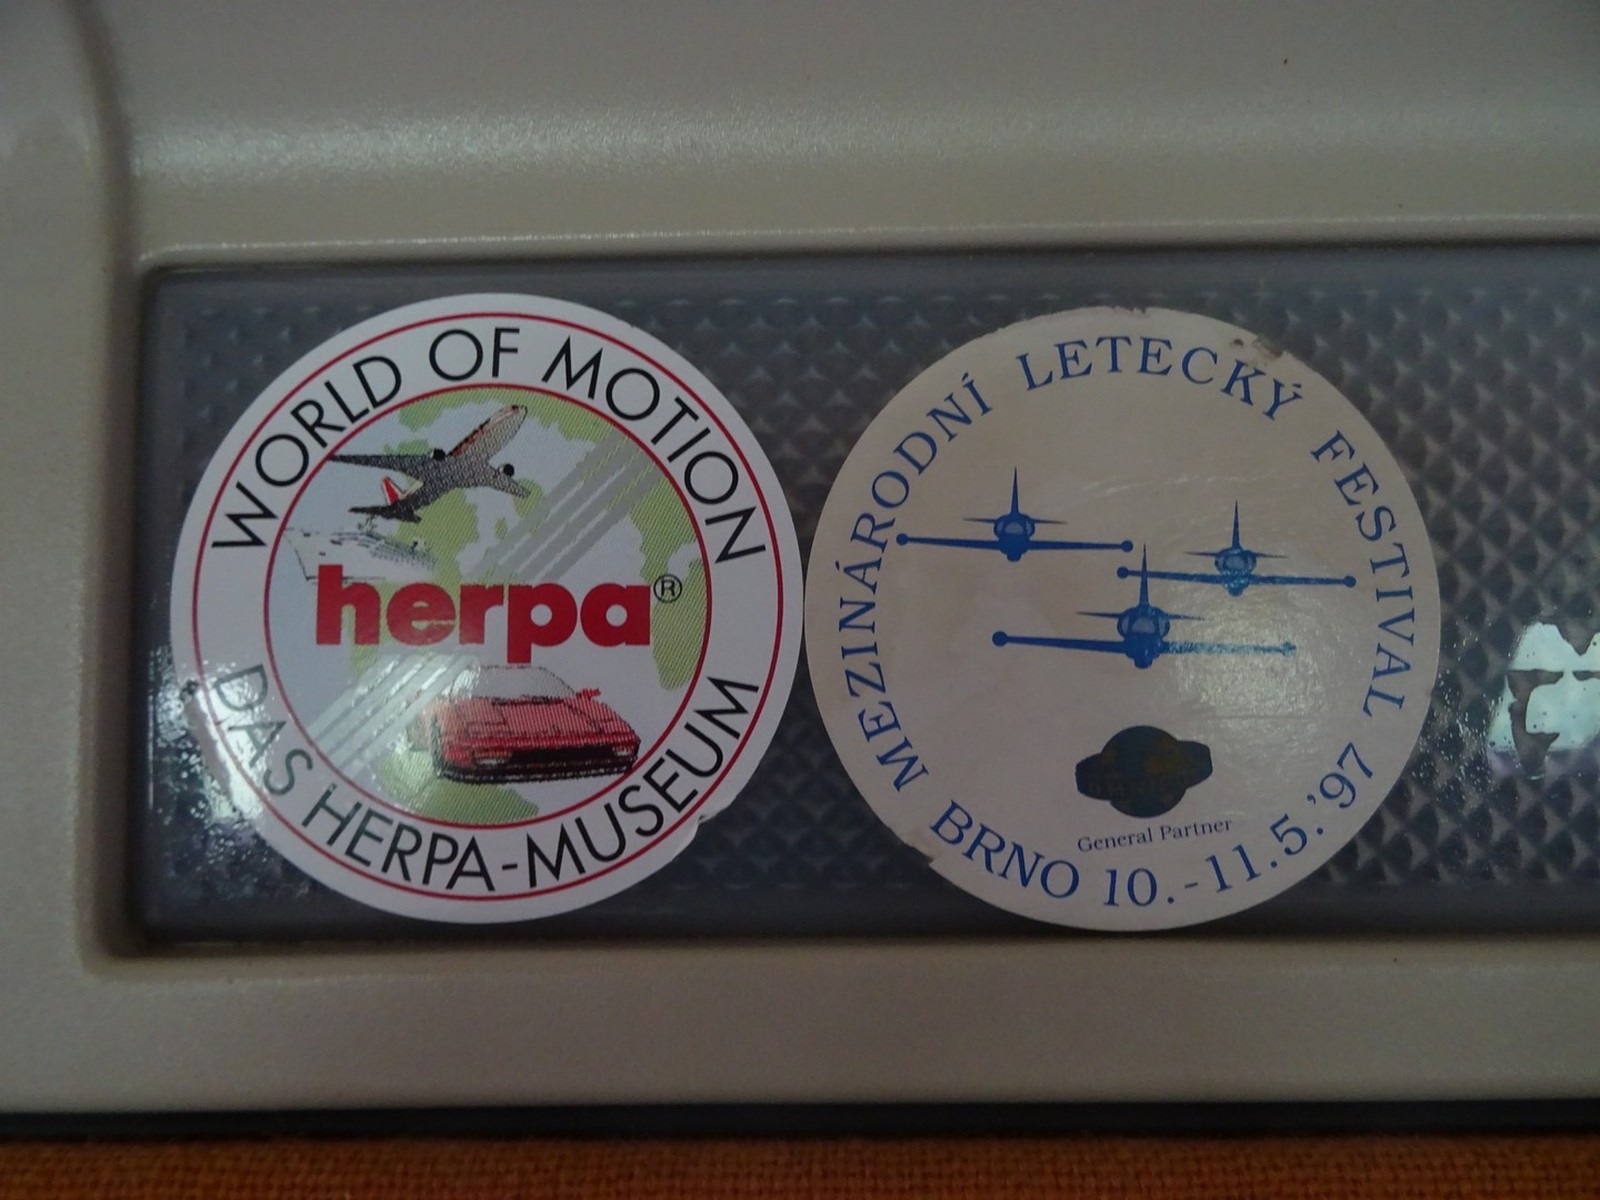 WORLD OF MOTION
herpa®
DAS HERPA-MUSEUM
MEZINÁRODNÍ LETECKÝ FESTIVAL
General Partner
BRNO 10.-11.5.'97